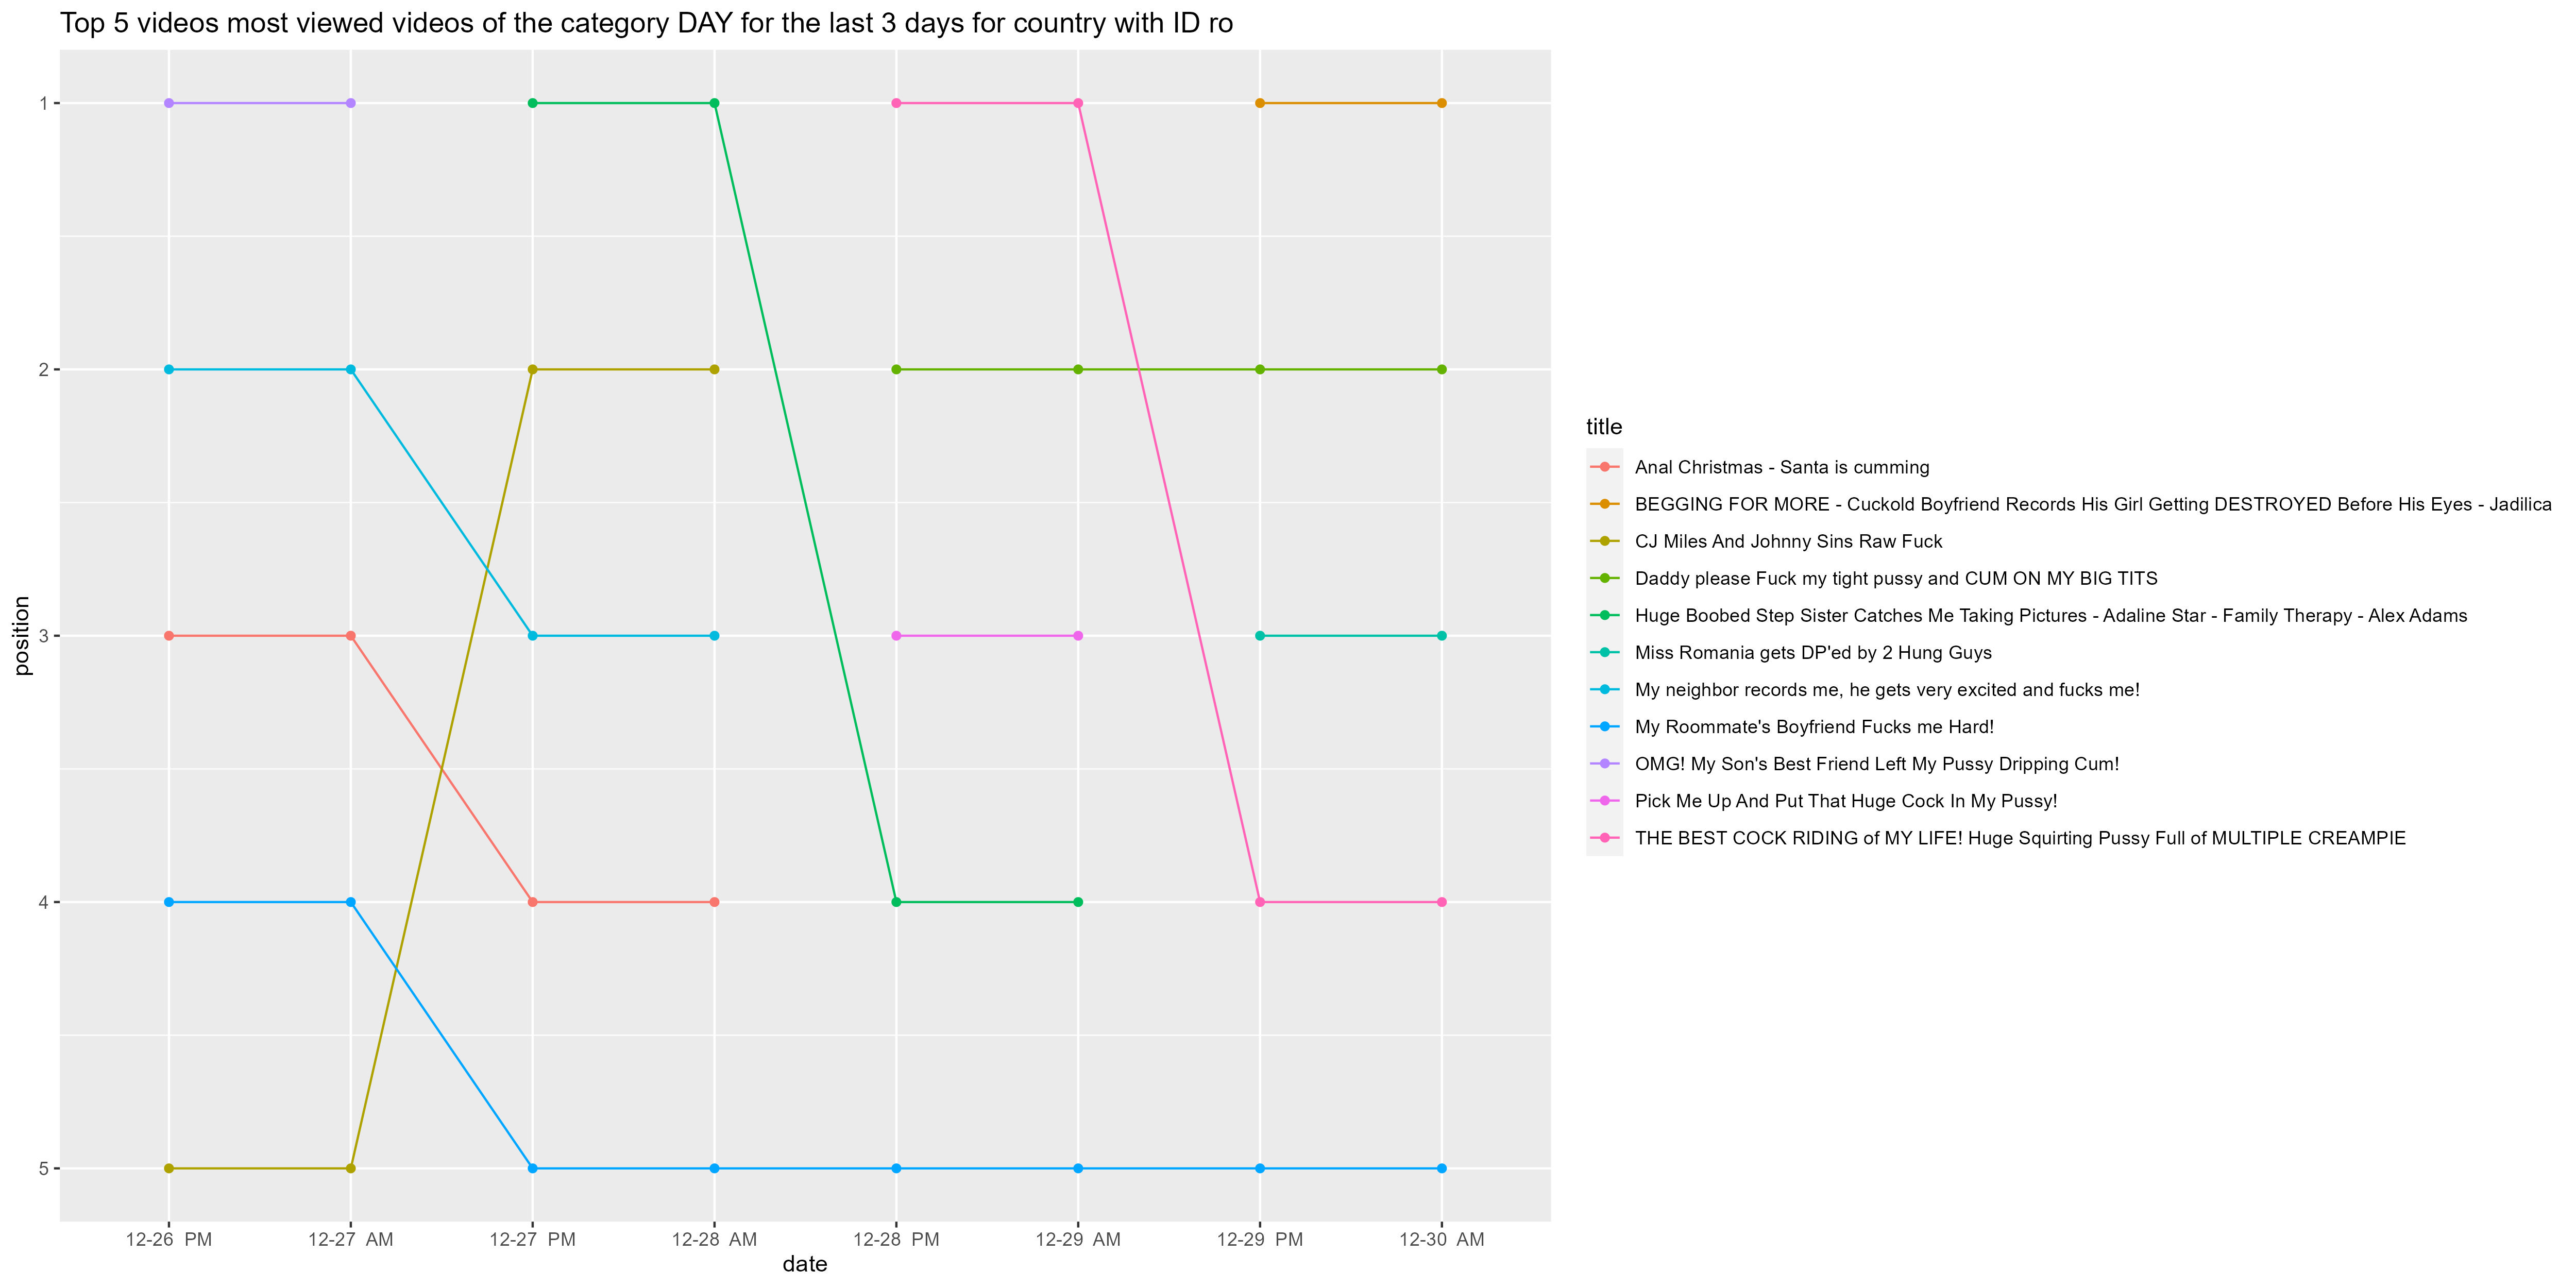 Top 5 videos most viewed videos of the category DAY for the last 3 days for country with ID ro
position
1
2
3
4
5
12-26 PM
12-27 AM
12-27 PM
12-28 AM
12-28 PM
12-29 AM
12-29 PM
12-30 AM
date
title
Anal Christmas - Santa is cumming
BEGGING FOR MORE - Cuckold Boyfriend Records His Girl Getting DESTROYED Before His Eyes - Jadilica
CJ Miles And Johnny Sins Raw Fuck
Daddy please Fuck my tight pussy and CUM ON MY BIG TITS
Huge Boobed Step Sister Catches Me Taking Pictures - Adaline Star - Family Therapy - Alex Adams
Miss Romania gets DP'ed by 2 Hung Guys
My neighbor records me, he gets very excited and fucks me!
My Roommate's Boyfriend Fucks me Hard!
OMG! My Son's Best Friend Left My Pussy Dripping Cum!
Pick Me Up And Put That Huge Cock In My Pussy!
THE BEST COCK RIDING of MY LIFE! Huge Squirting Pussy Full of MULTIPLE CREAMPIE